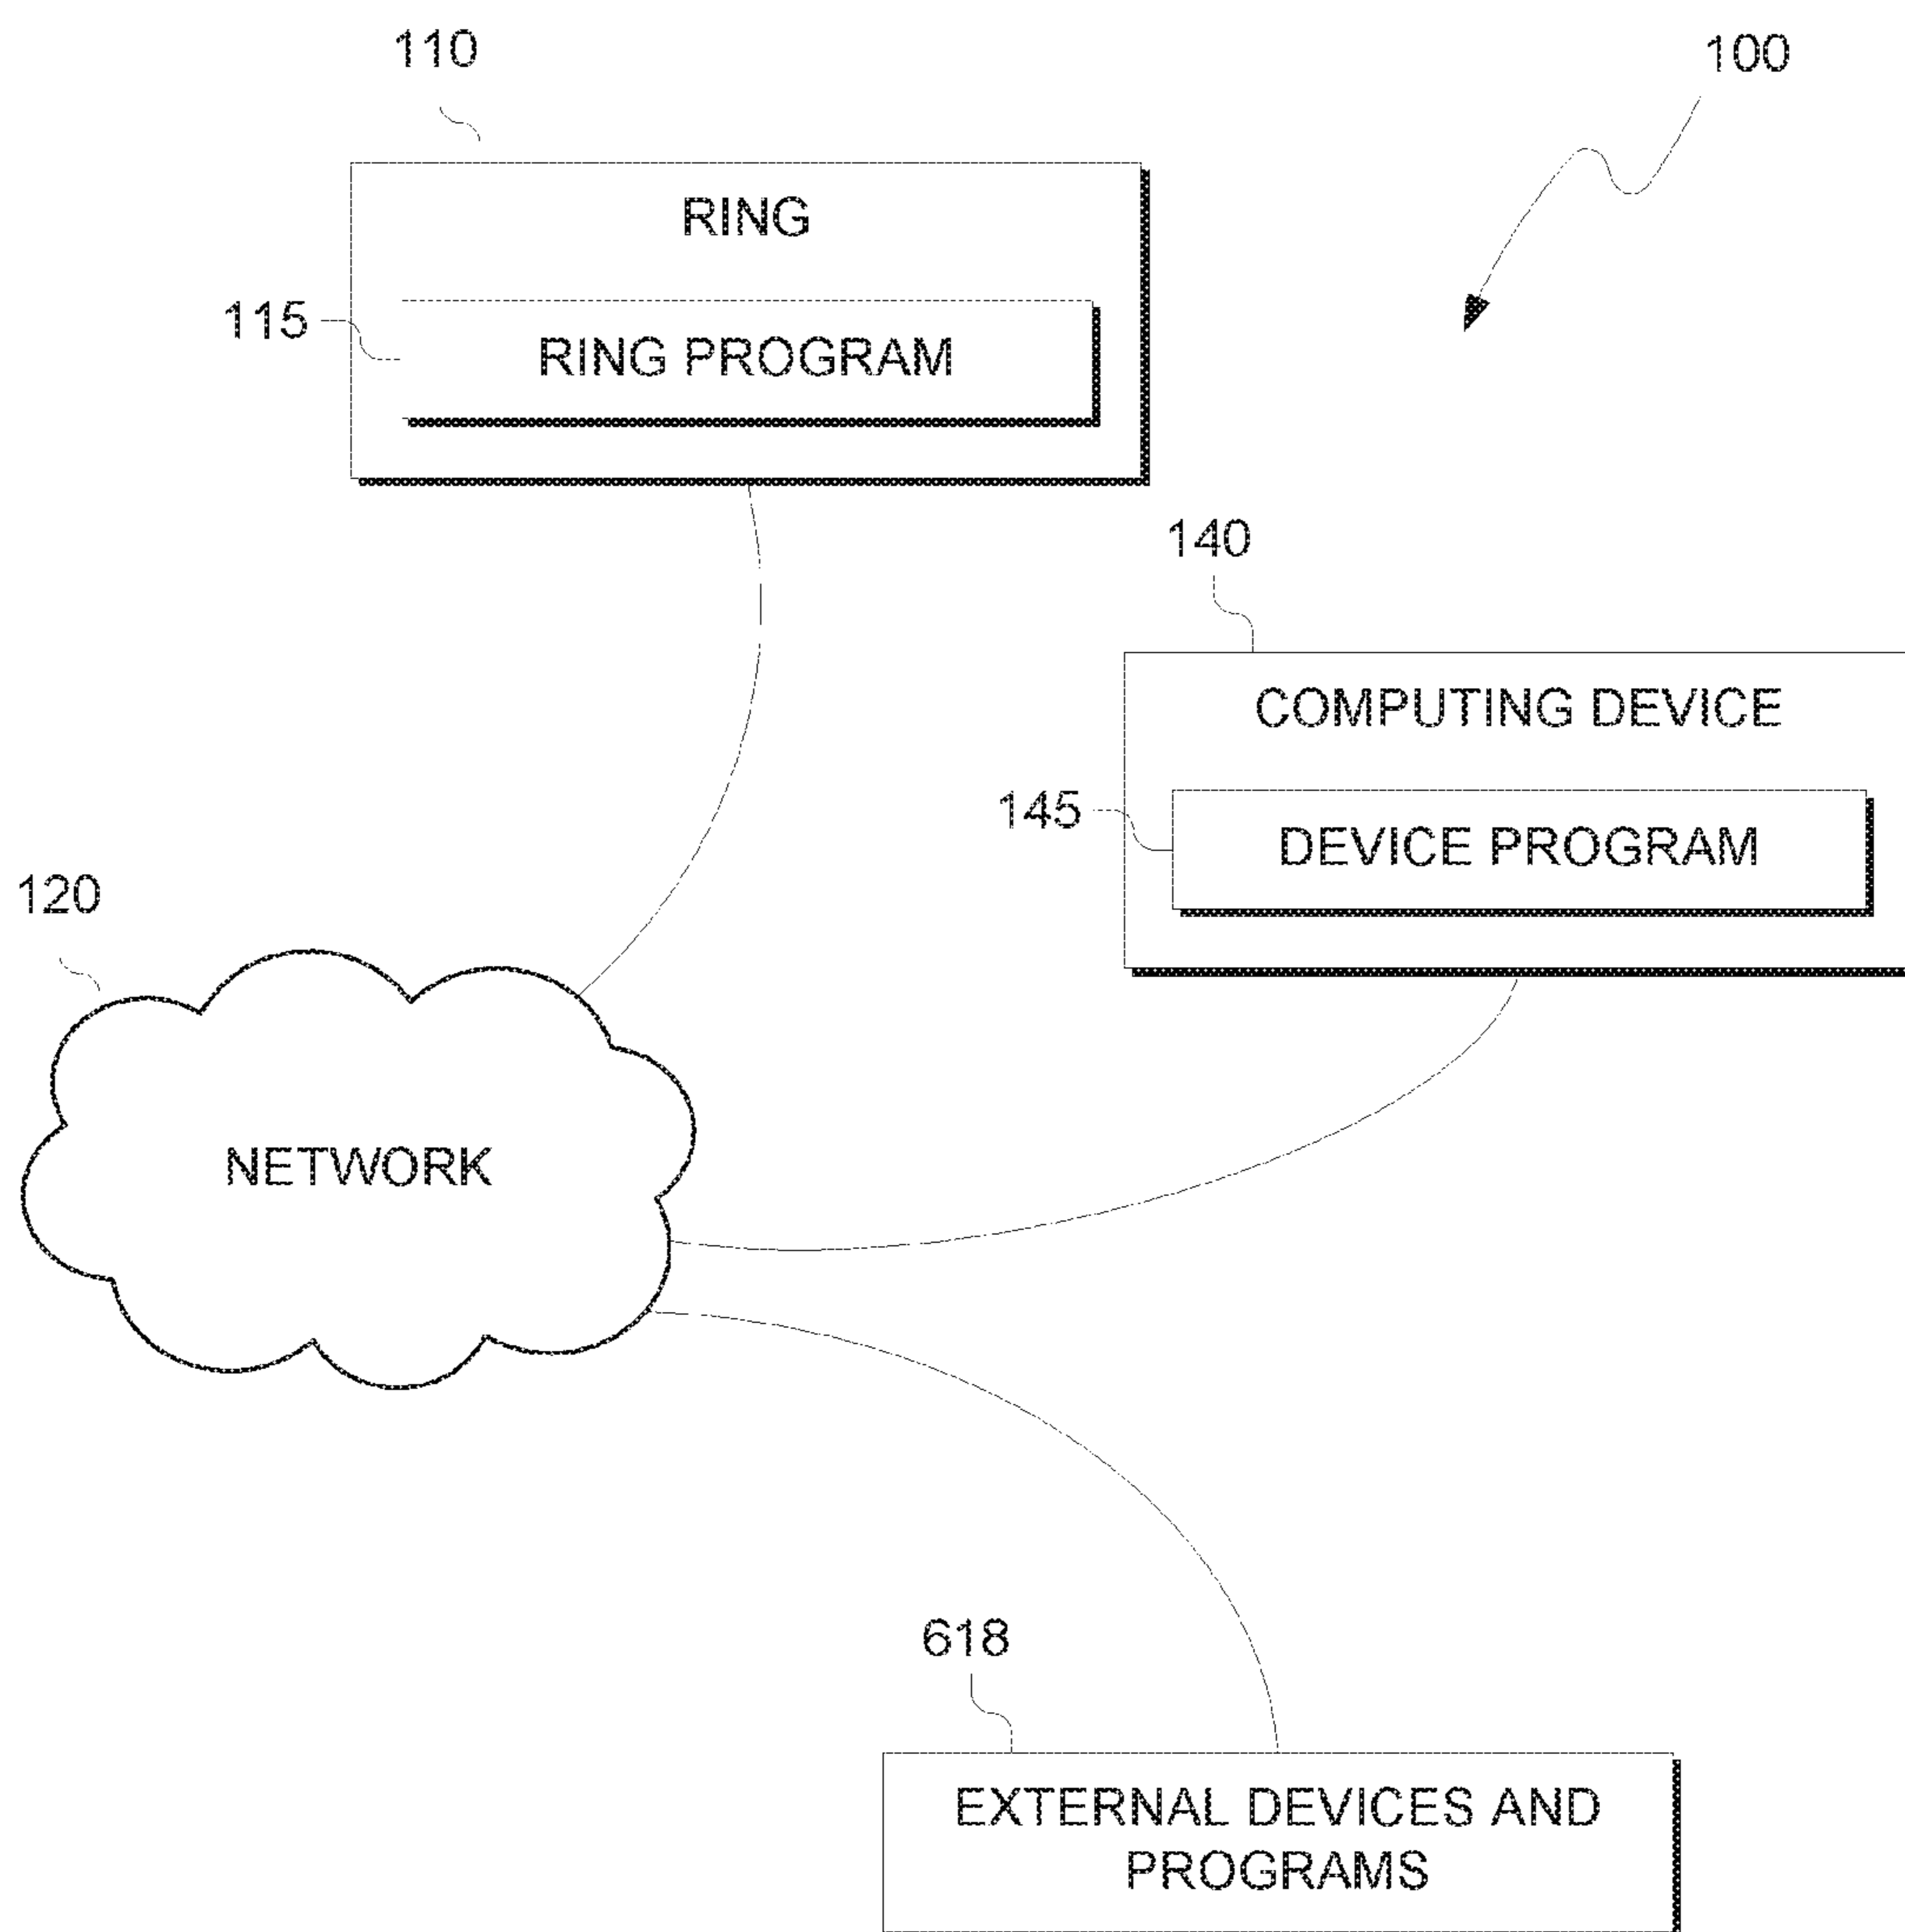 110
100
RING
115
RING PROGRAM
140
COMPUTING DEVICE
145
DEVICE PROGRAM
120
NETWORK
618
EXTERNAL DEVICES AND
PROGRAMS